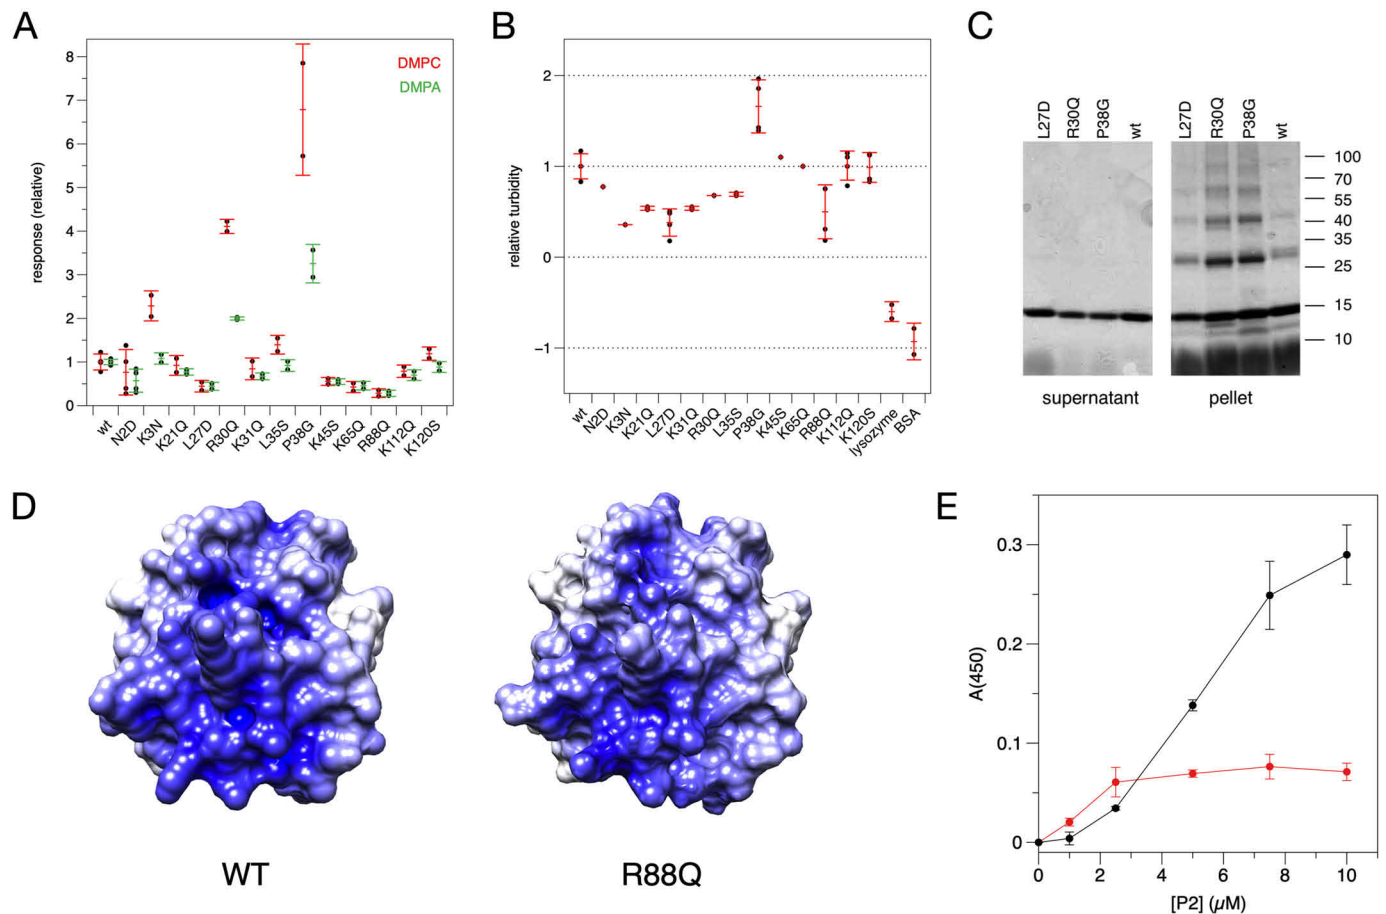 A
response (relative)
8
7
6
5
4
3
2
1
0
DMPC
DMPA
wt
N2D
K3N
K21Q
L27D
R30Q
K31Q
L35S
P38G
K45S
K65Q
R88Q
K112Q
K120S
B
relative turbidity
2
1
0
−1
wt
N2D
K3N
K21Q
L27D
K31Q
R30Q
L35S
P38G
K45S
K65Q
R88Q
K112Q
K120S
lysozyme
BSA
C
L27D
R30Q
P38G
wt
L27D
R30Q
P38G
wt
100
70
55
40
35
25
15
10
supernatant
pellet
D
WT
R88Q
E
A(450)
0.3
0.2
0.1
0
0 2 4 6 8 10
[P2] (µM)